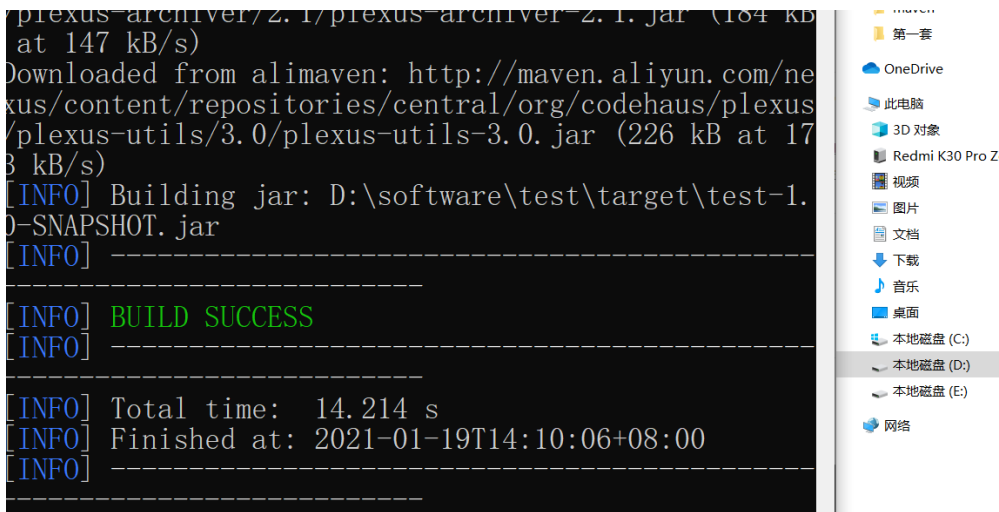 /plexus-archiver/2.1/plexus-archiver-2.1.jar (184 kB
at 147 kB/s)
Downloaded from alimaven: http://maven.aliyun.com/ne
xus/content/repositories/central/org/codehaus/plexus
/plexus-utils/3.0/plexus-utils-3.0.jar (226 kB at 17
3 kB/s)
[INFO] Building jar: D:\software\test\target\test-1.
0-SNAPSHOT.jar
[INFO] ---------------------------------------------
---------------------------
[INFO] BUILD SUCCESS
[INFO] ---------------------------------------------
---------------------------
[INFO] Total time:  14.214 s
[INFO] Finished at: 2021-01-19T14:10:06+08:00
[INFO] ---------------------------------------------
---------------------------
maven
第一套
OneDrive
此电脑
3D 对象
Redmi K30 Pro Z
视频
图片
文档
下载
音乐
桌面
本地磁盘 (C:)
本地磁盘 (D:)
本地磁盘 (E:)
网络